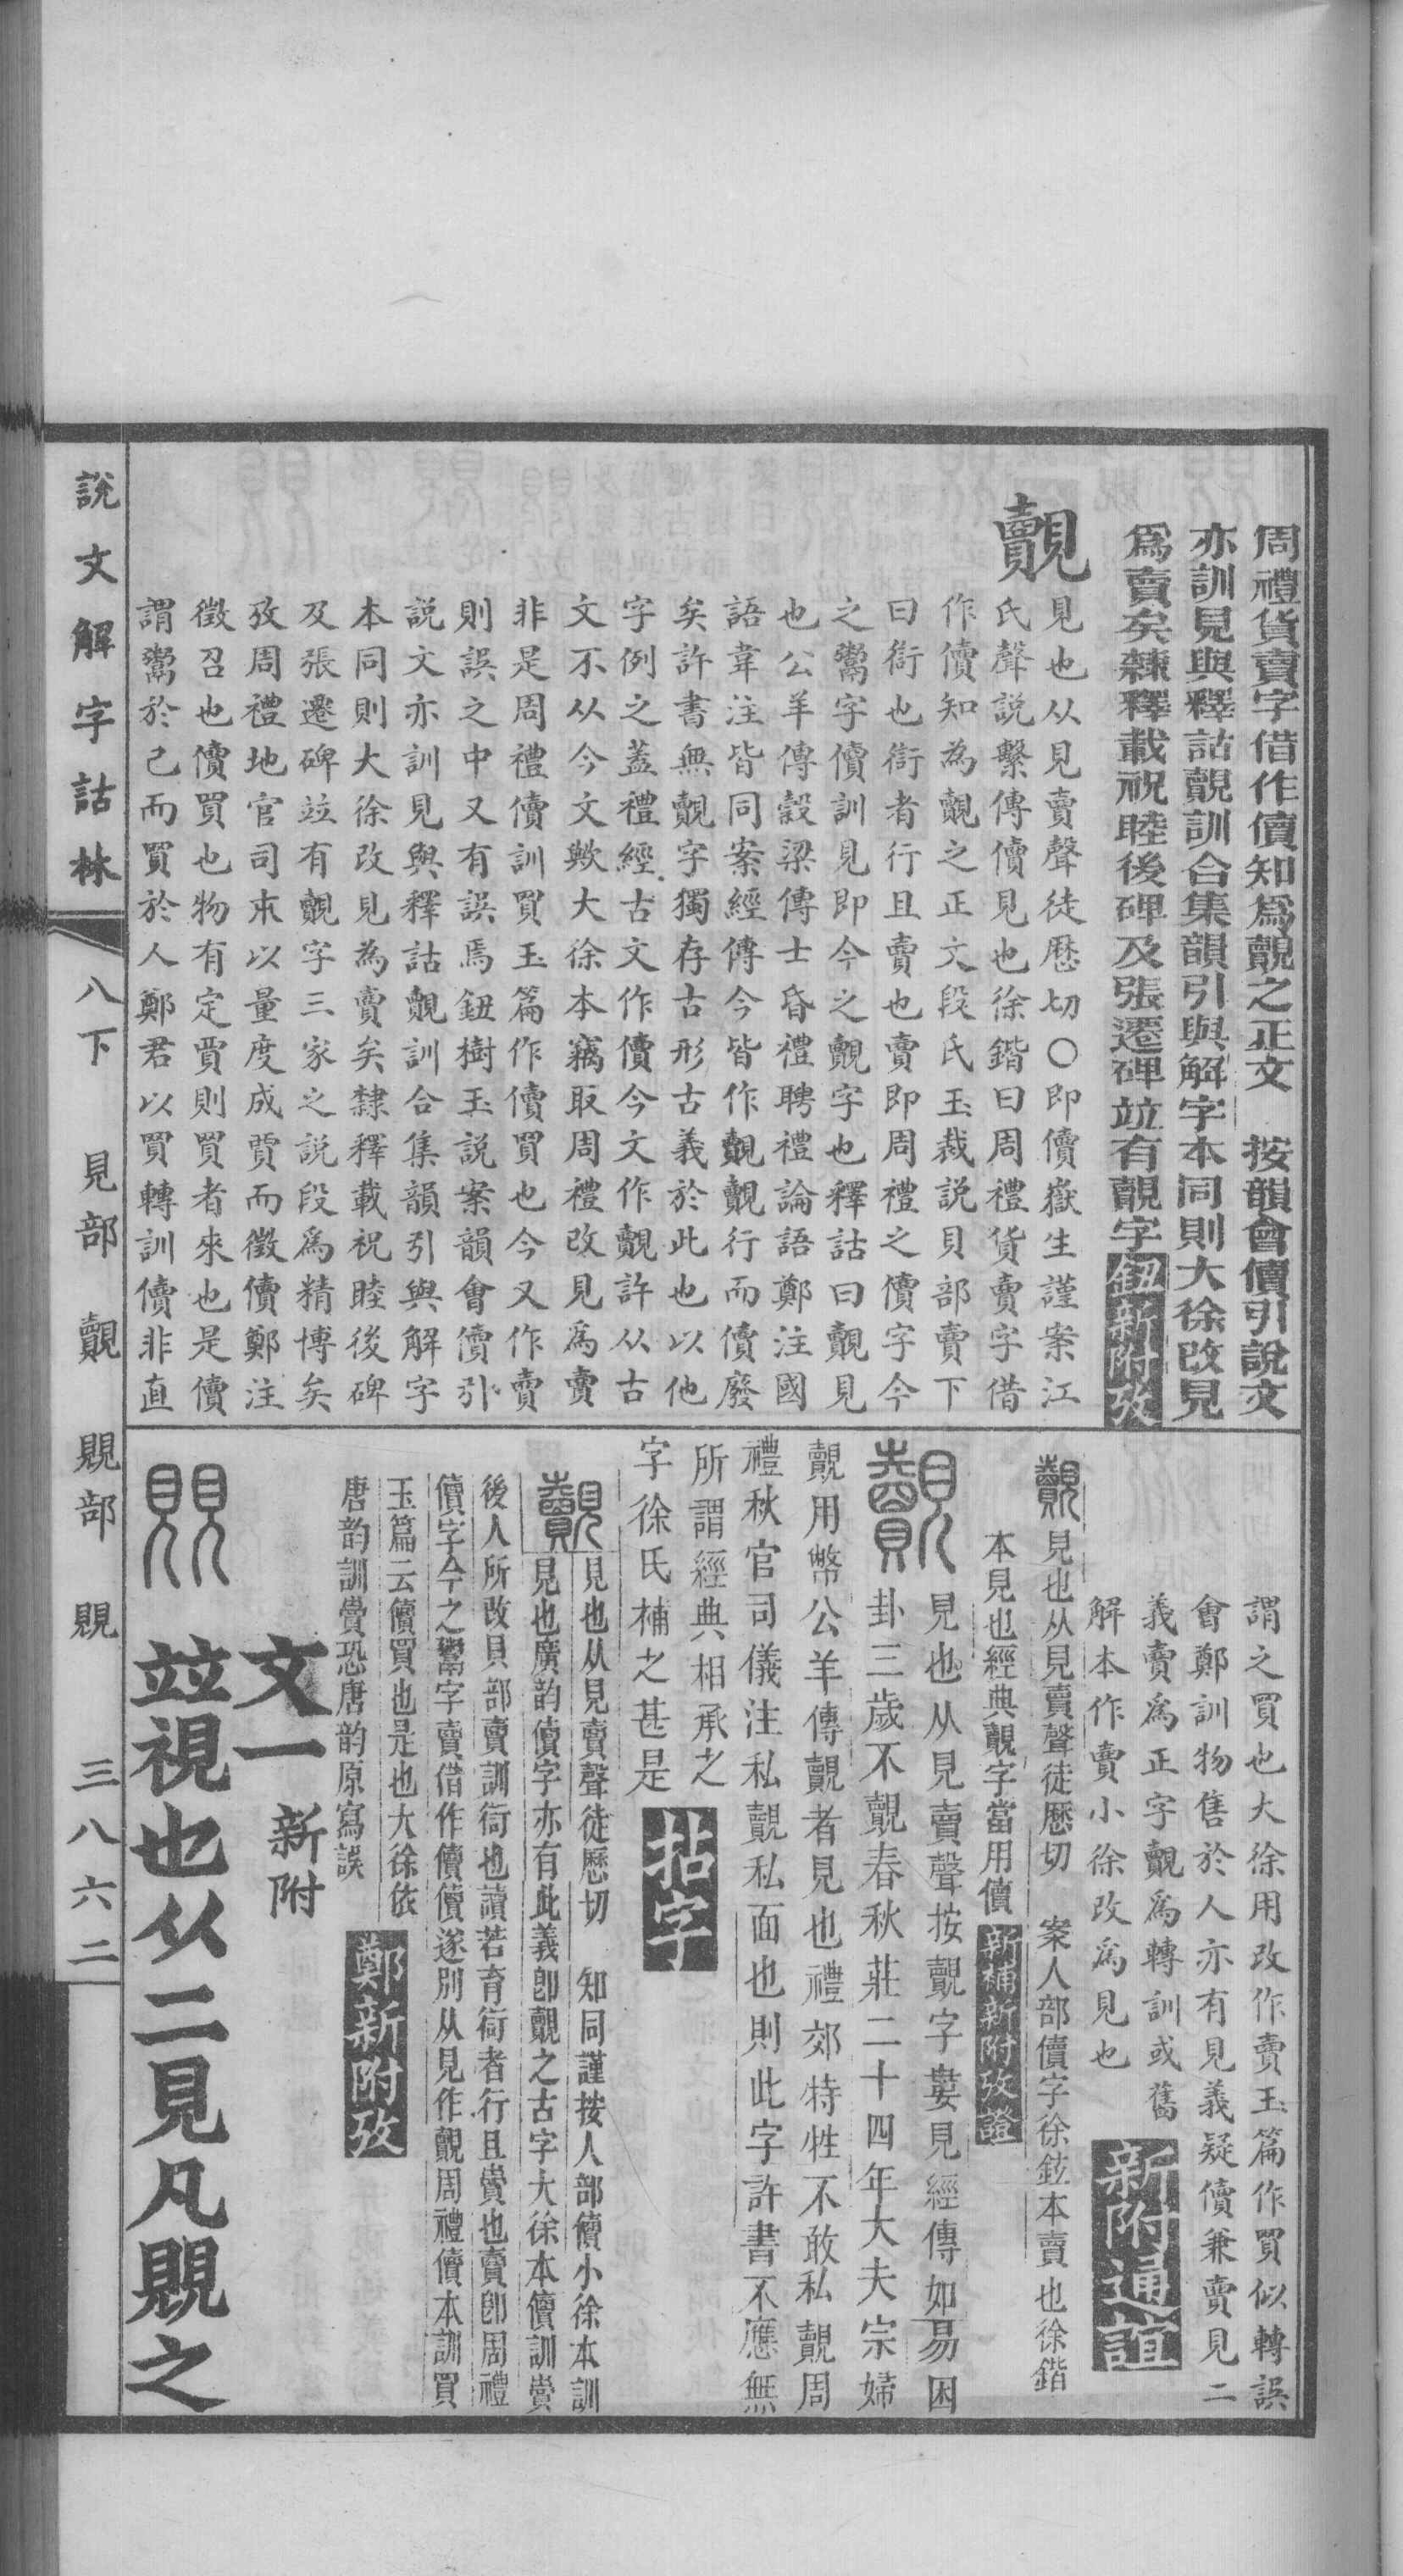 周禮貨賣字借作儥知爲覿之正文　按韻會儥引說文
亦訓見與釋詁覿訓合集韻引與解字本同則大徐改見
爲賣矣隸釋載祝睦後碑及張遷碑竝有覿字鈕新附攷
覿
見也从見賣聲徒歷切〇即儥嶽生謹案江
氏聲説繫傳儥見也徐鍇曰周禮貨賣字借
作儥知為覿之正文段氏玉裁説貝部賣下
曰衒也衒者行且賣也賣即周禮之儥字今
之鬻字儥訓見即今之覿字也釋詁曰覿見
也公羊傳穀梁傳士昏禮聘禮論語鄭注國
語韋注皆同案經傳今皆作覿覿行而儥廢
矣許書無覿字獨存古形古義於此也以他
字例之蓋禮經古文作儥今文作覿許从古
文不从今文歟大徐本竊取周禮改見爲賣
非是周禮儥訓買玉篇作儥買也今又作賣
則誤之中又有誤焉鈕樹玉説案韻會儥引
説文亦訓見與釋詁覿訓合集韻引與解字
本同則大徐改見為賣矣隸釋載祝睦後碑
及張遷碑竝有覿字三家之説段爲精博矣
攷周禮地官司市以量度成賈而徵儥鄭注
徵召也儥買也物有定賈則買者來也是儥
謂鬻於己而買於人鄭君以買轉訓儥非直
謂之買也大徐用改作賣玉篇作買似轉誤
會鄭訓物售於人亦有見義疑儥兼賣見二
義賣爲正字覿爲轉訓或舊
解本作賣小徐改爲見也
新附通誼
覿見也从見賣聲徒歷切　案人部儥字徐鉉本賣也徐鍇
本見也經典覿字當用儥新補新附攷證
覿見也从見賣聲按覿字婁見經傳如易困
卦三歲不覿春秋莊二十四年大夫宗婦
覿用幣公羊傳覿者見也禮郊特牲不敢私覿周
禮秋官司儀注私覿私面也則此字許書不應無
所謂經典相承之
字徐氏補之甚是
拈字
覿見也从見賣聲徒歷切　知同謹按人部儥小徐本訓
見也廣韵儥字亦有此義卽覿之古字大徐本儥訓賣
後人所改貝部賣訓衒也讀若育衒者行且賣也賣卽周禮
儥字今之鬻字賣借作儥儥遂別从見作覿周禮儥本訓買
玉篇云儥買也是也大徐依
唐韵訓賣恐唐韵原寫誤
鄭新附攷
文一　新附
覞　竝視也从二見凡覞之
說文解字詁林　八下　見部　覿　覞部　覞　三八六二